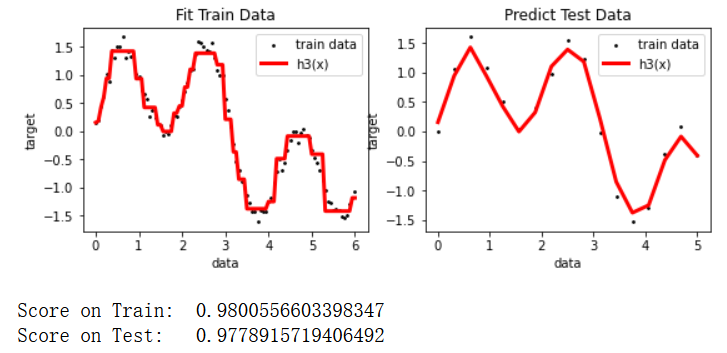 Fit Train Data
train data
h3(x)
1.5
1.0
0.5
0.0
−0.5
−1.0
−1.5
target
0 1 2 3 4 5 6
data
Predict Test Data
train data
h3(x)
1.5
1.0
0.5
0.0
−0.5
−1.0
−1.5
target
0 1 2 3 4 5
data
Score on Train: 0.9800556603398347
Score on Test: 0.9778915719406492